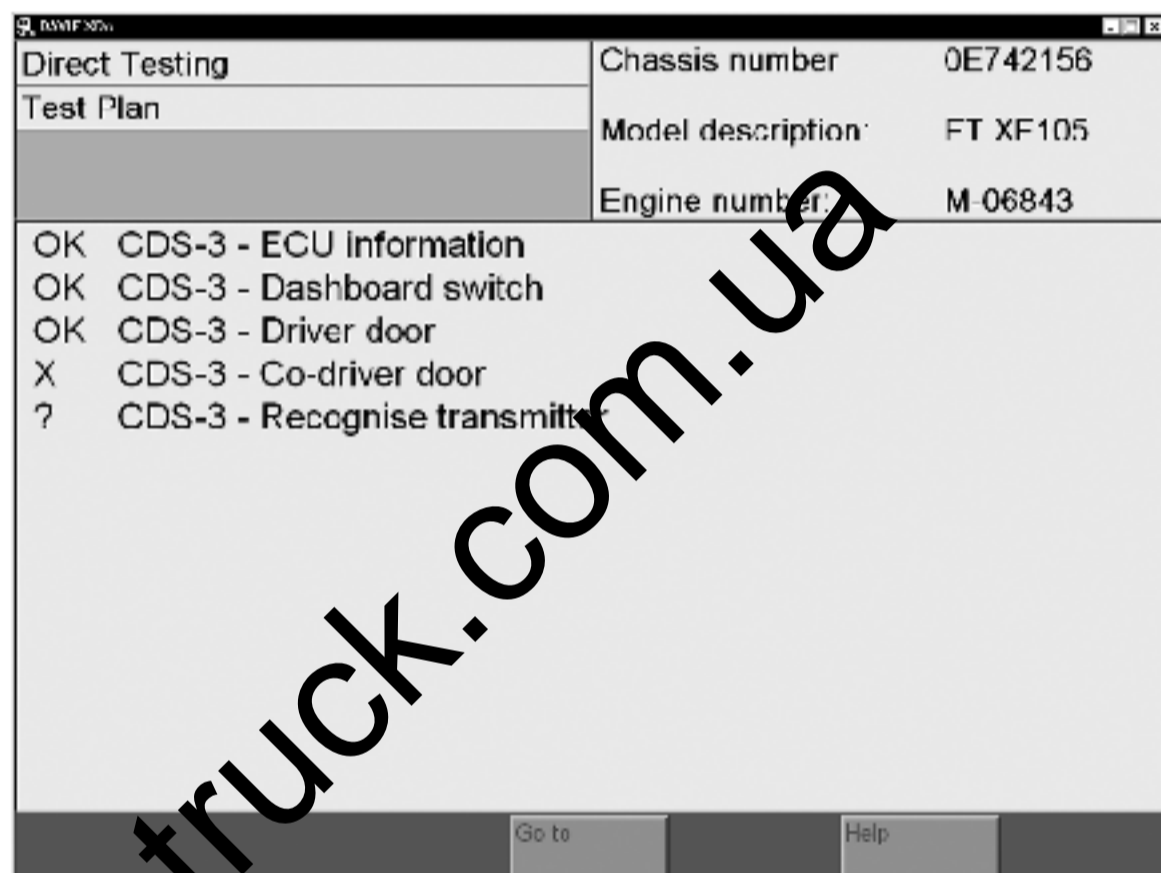 DAVIE XDc
Direct Testing
Test Plan
Chassis number 0E742156
Model description: FT XF105
Engine number: M-06843
OK CDS-3 - ECU information
OK CDS-3 - Dashboard switch
OK CDS-3 - Driver door
X CDS-3 - Co-driver door
? CDS-3 - Recognise transmitter
Go to
Help
truck.com.ua